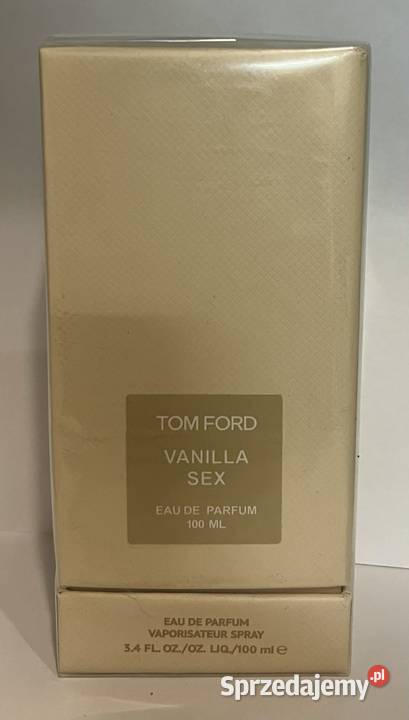 TOM FORD
VANILLA
SEX
EAU DE PARFUM
100 ML
EAU DE PARFUM
VAPORISATEUR SPRAY
3.4 FL. OZ./OZ. LIQ./100 ml ℮
Sprzedajemy.pl